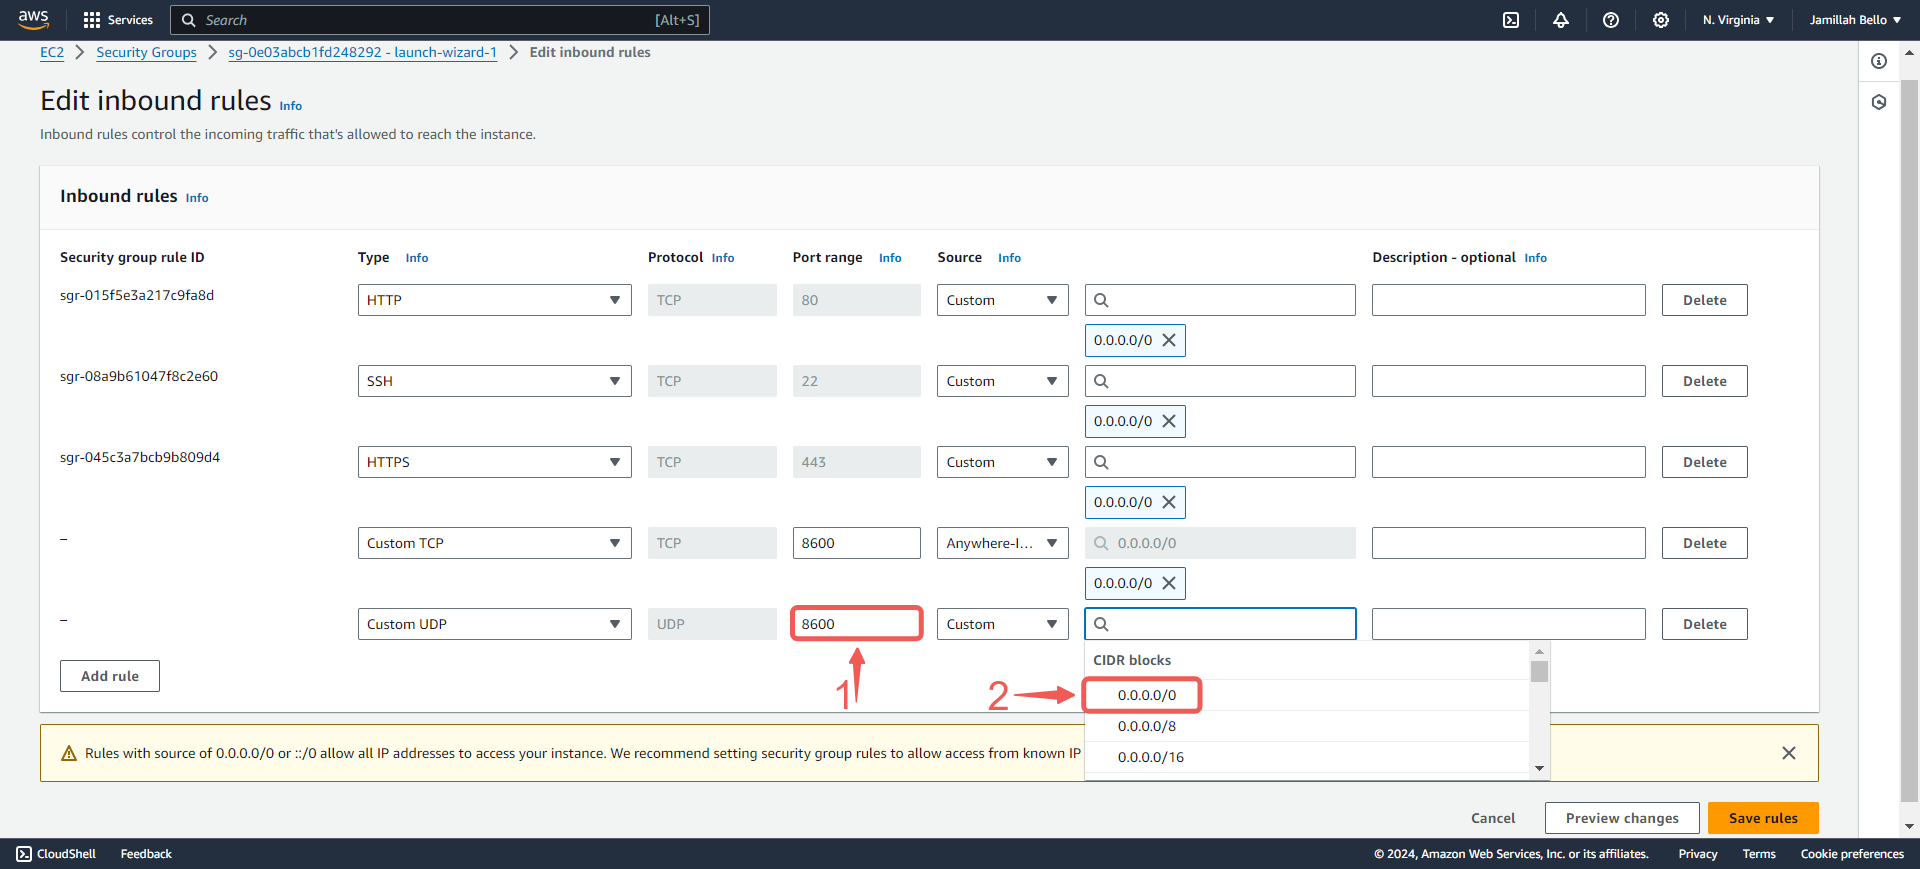 aws Services Search [Alt+S] N. Virginia Jamillah Bello
EC2 Security Groups sg-0e03abcb1fd248292 - launch-wizard-1 Edit inbound rules
Edit inbound rules Info
Inbound rules control the incoming traffic that's allowed to reach the instance.
Inbound rules Info
Security group rule ID Type Info Protocol Info Port range Info Source Info Description - optional Info
sgr-015f5e3a217c9fa8d HTTP TCP 80 Custom Delete
0.0.0.0/0
sgr-08a9b61047f8c2e60 SSH TCP 22 Custom Delete
0.0.0.0/0
sgr-045c3a7bcb9b809d4 HTTPS TCP 443 Custom Delete
0.0.0.0/0
– Custom TCP TCP 8600 Anywhere-I... 0.0.0.0/0 Delete
0.0.0.0/0
– Custom UDP UDP 8600 Custom Delete
CIDR blocks
Add rule
1 2 0.0.0.0/0
0.0.0.0/8
Rules with source of 0.0.0.0/0 or ::/0 allow all IP addresses to access your instance. We recommend setting security group rules to allow access from known IP
0.0.0.0/16
Cancel Preview changes Save rules
CloudShell Feedback © 2024, Amazon Web Services, Inc. or its affiliates. Privacy Terms Cookie preferences